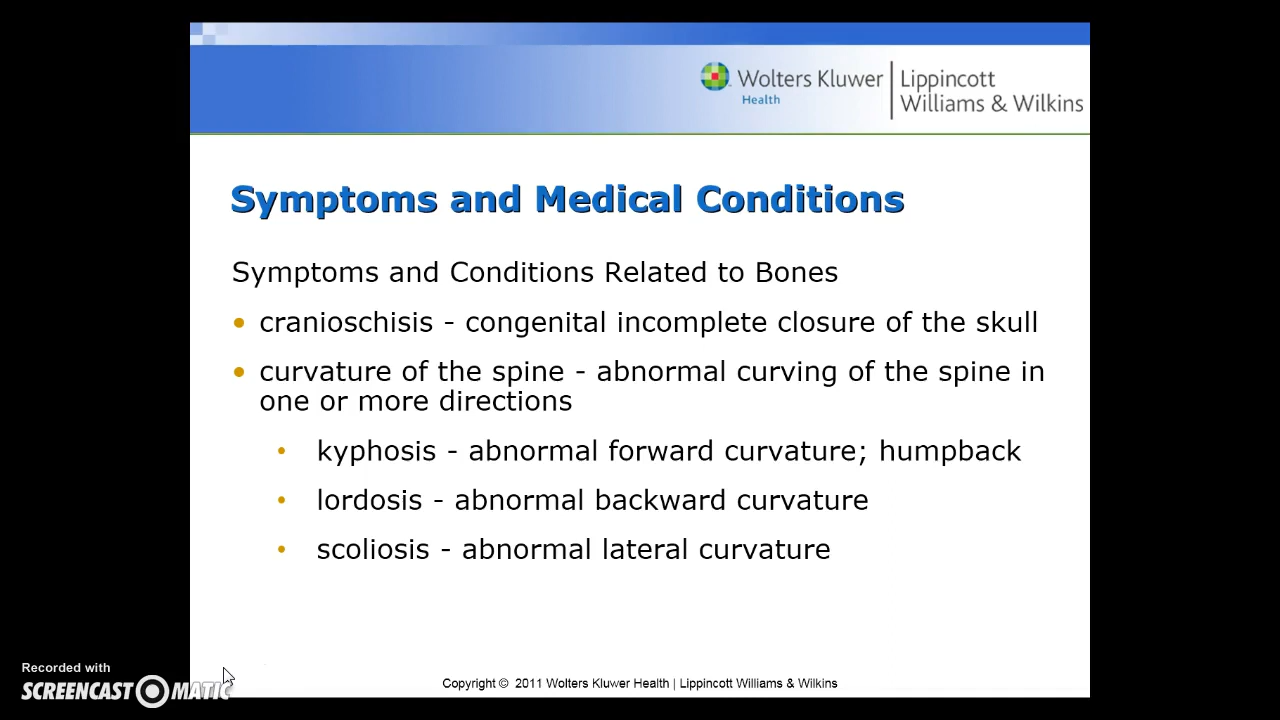 Wolters Kluwer
Health
Lippincott
Williams & Wilkins
Symptoms and Medical Conditions
Symptoms and Conditions Related to Bones
• cranioschisis - congenital incomplete closure of the skull
• curvature of the spine - abnormal curving of the spine in
one or more directions
• kyphosis - abnormal forward curvature; humpback
• lordosis - abnormal backward curvature
• scoliosis - abnormal lateral curvature
Recorded with
SCREENCAST-O-MATIC
Copyright © 2011 Wolters Kluwer Health | Lippincott Williams & Wilkins